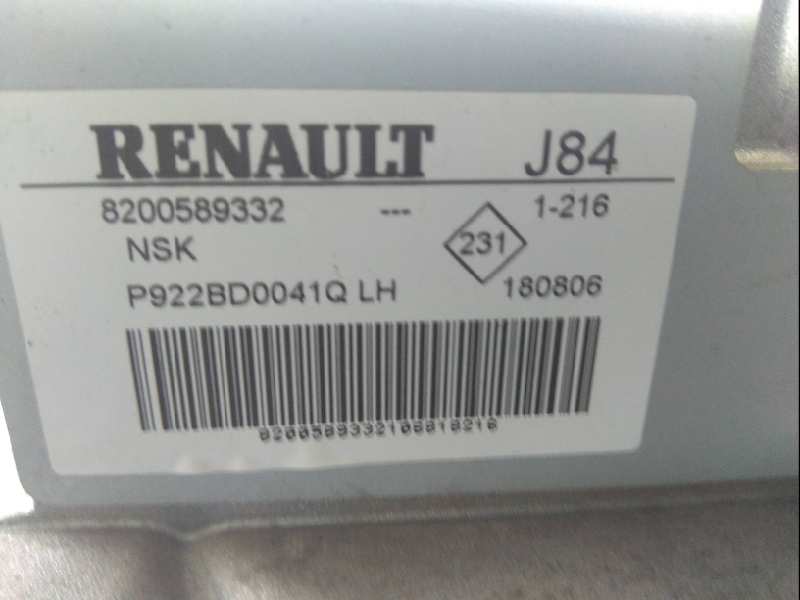 RENAULT J84
8200589332 --- 1-216
NSK 231
P922BD0041Q LH 180806